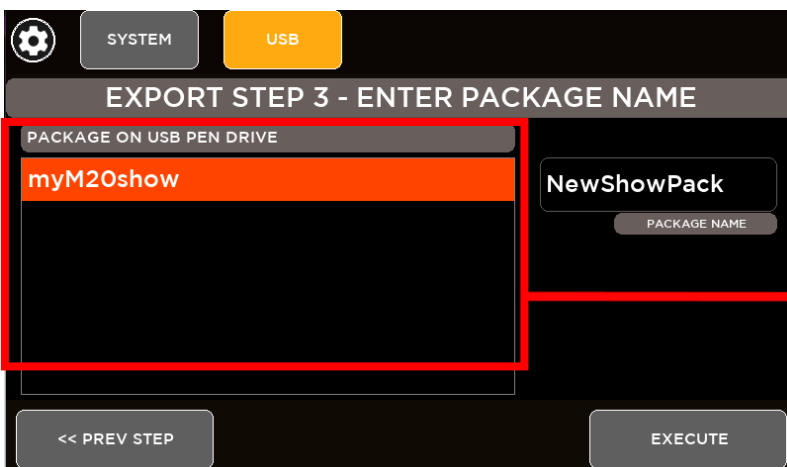 SYSTEM
USB
EXPORT STEP 3 - ENTER PACKAGE NAME
PACKAGE ON USB PEN DRIVE
myM20show
NewShowPack
PACKAGE NAME
<< PREV STEP
EXECUTE